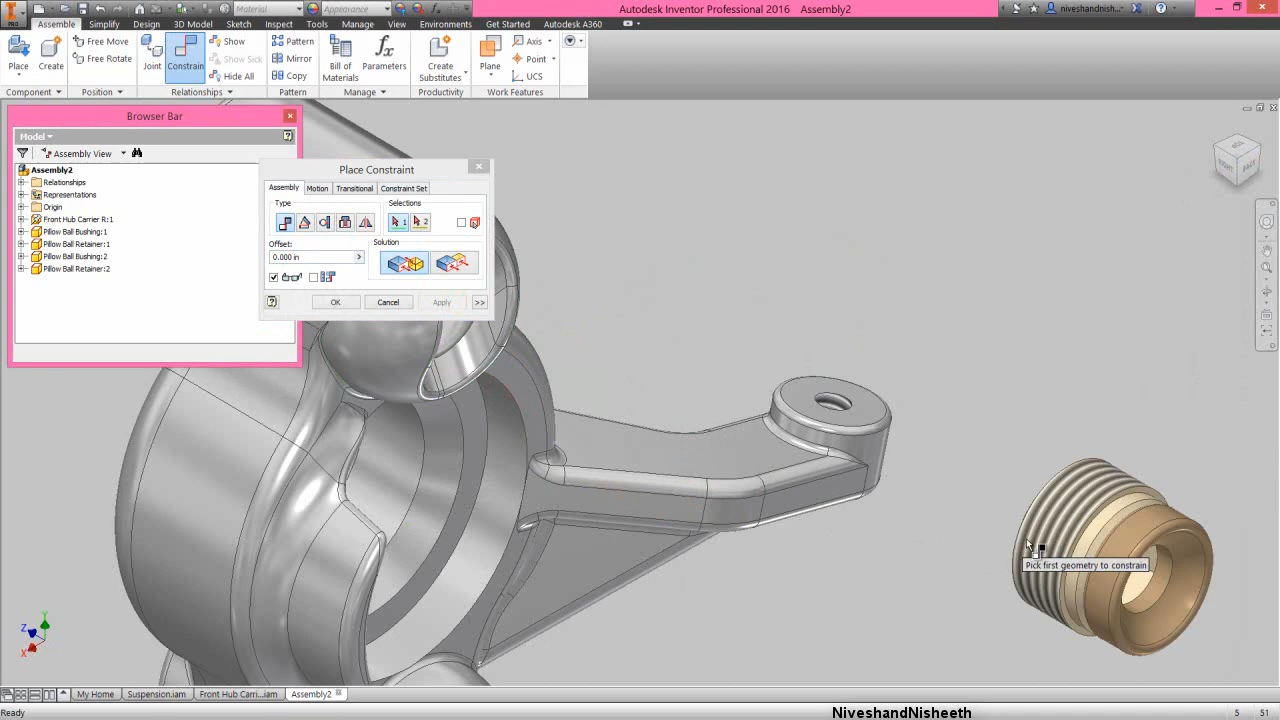 Material
Appearance
Autodesk Inventor Professional 2016 Assembly2
niveshandnish...
PRO
Assemble Simplify Design 3D Model Sketch Inspect Tools Manage View Environments Get Started Autodesk A360
Place
Create
Free Move
Free Rotate
Joint
Constrain
Show
Show Sick
Hide All
Pattern
Mirror
Copy
Bill of Materials
Parameters
Create Substitutes
Plane
Axis
Point
UCS
Component Position Relationships Pattern Manage Productivity Work Features
Browser Bar
Model
Assembly View
Assembly2
Relationships
Representations
Origin
Front Hub Carrier R:1
Pillow Ball Bushing:1
Pillow Ball Retainer:1
Pillow Ball Bushing:2
Pillow Ball Retainer:2
Place Constraint
Assembly Motion Transitional Constraint Set
Type
Selections
1 2
Offset:
Solution
0.000 in
OK Cancel Apply >>
RIGHT
Pick first geometry to constrain
Y
Z
X
My Home Suspension.iam Front Hub Carri...iam Assembly2
Ready
NiveshandNisheeth
5 51